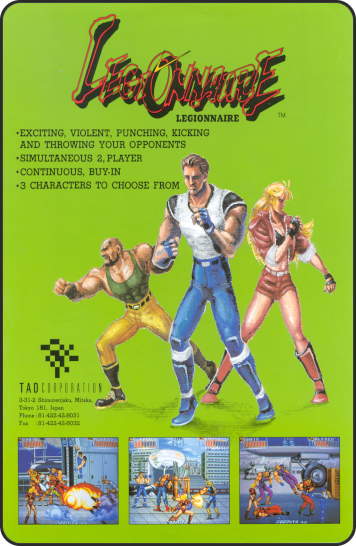 LEGIONNAIRE
LEGIONNAIRE
TM
•EXCITING, VIOLENT, PUNCHING, KICKING
AND THROWING YOUR OPPONENTS
•SIMULTANEOUS 2, PLAYER
•CONTINUOUS, BUY-IN
•3 CHARACTERS TO CHOOSE FROM
TAD CORPORATION
3-31-2 Shimorenjaku, Mitaka,
Tokyo 181, Japan
Phone :81-422-42-8031
Fax :81-422-42-8032